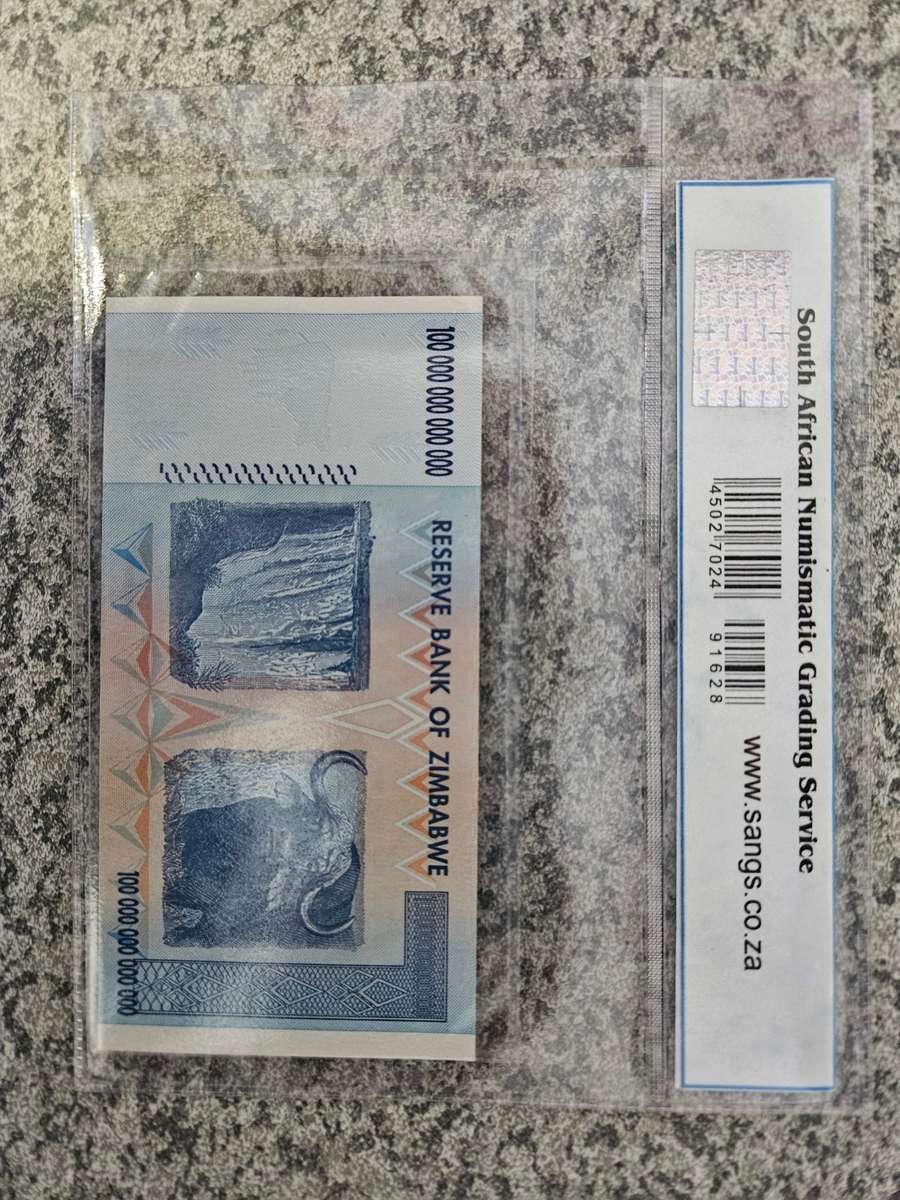 South African Numismatic Grading Service
45027024 91628 www.sangs.co.za
100 000 000 000 000
RESERVE BANK OF ZIMBABWE
100 000 000 000 000